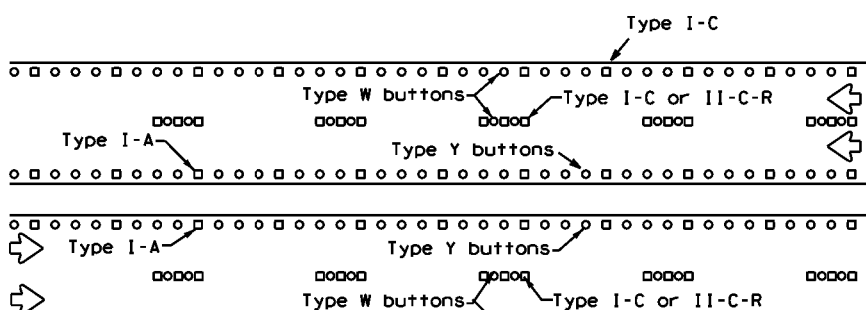 Type I-C
Type W buttons
Type I-C or II-C-R
Type I-A
Type Y buttons
Type I-A
Type Y buttons
Type W buttons
Type I-C or II-C-R